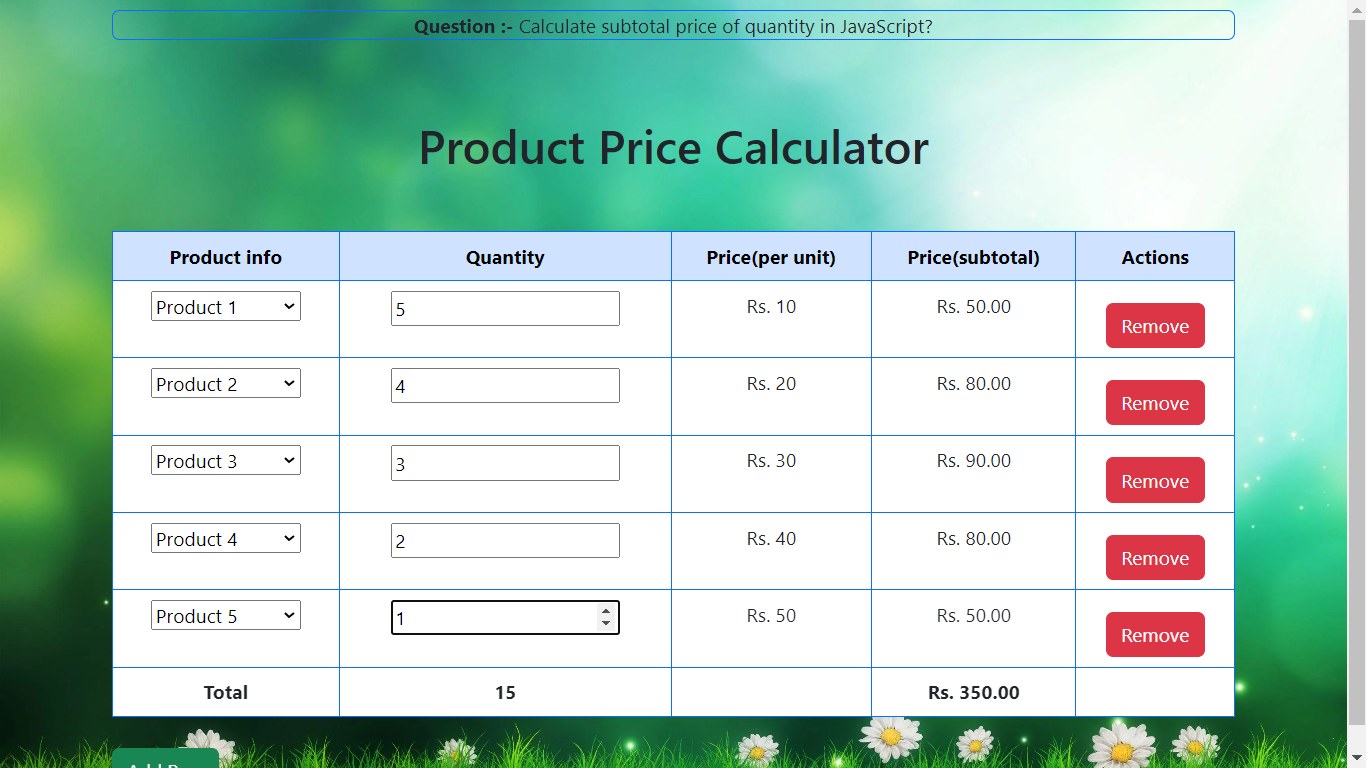 Question :- Calculate subtotal price of quantity in JavaScript?
Product Price Calculator
Product info Quantity Price(per unit) Price(subtotal) Actions
Product 1 5 Rs. 10 Rs. 50.00 Remove
Product 2 4 Rs. 20 Rs. 80.00 Remove
Product 3 3 Rs. 30 Rs. 90.00 Remove
Product 4 2 Rs. 40 Rs. 80.00 Remove
Product 5 1 Rs. 50 Rs. 50.00 Remove
Total 15 Rs. 350.00